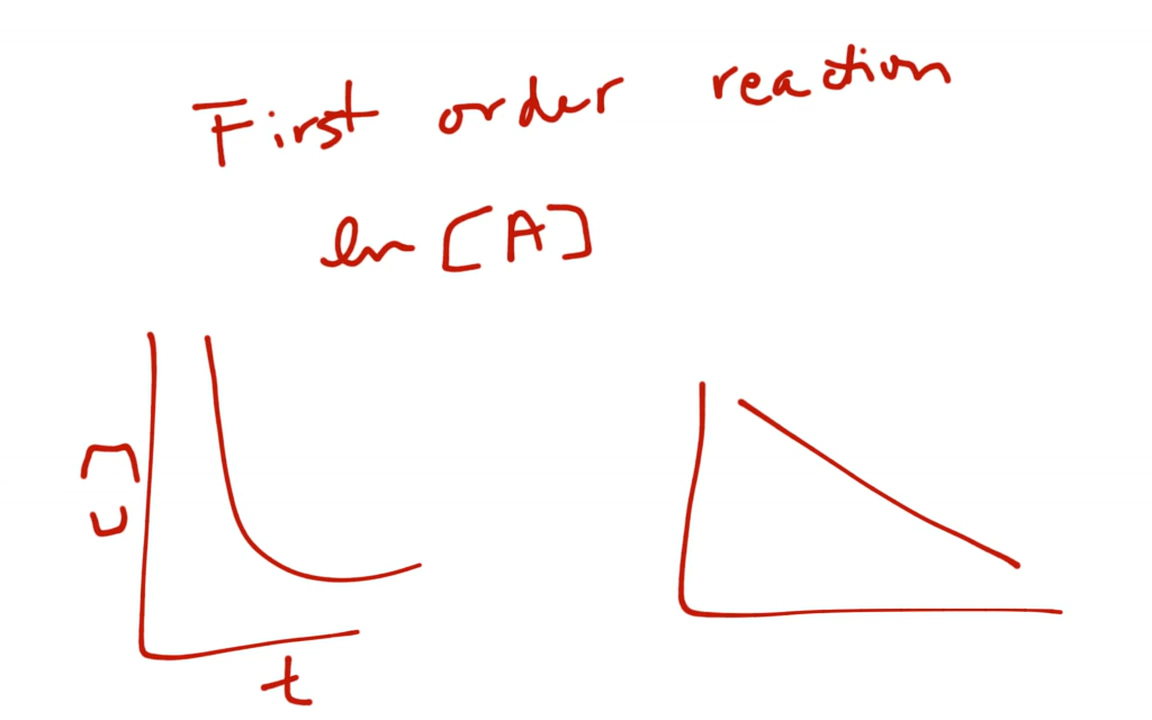 First order reaction
ln [A]
[ ]
t